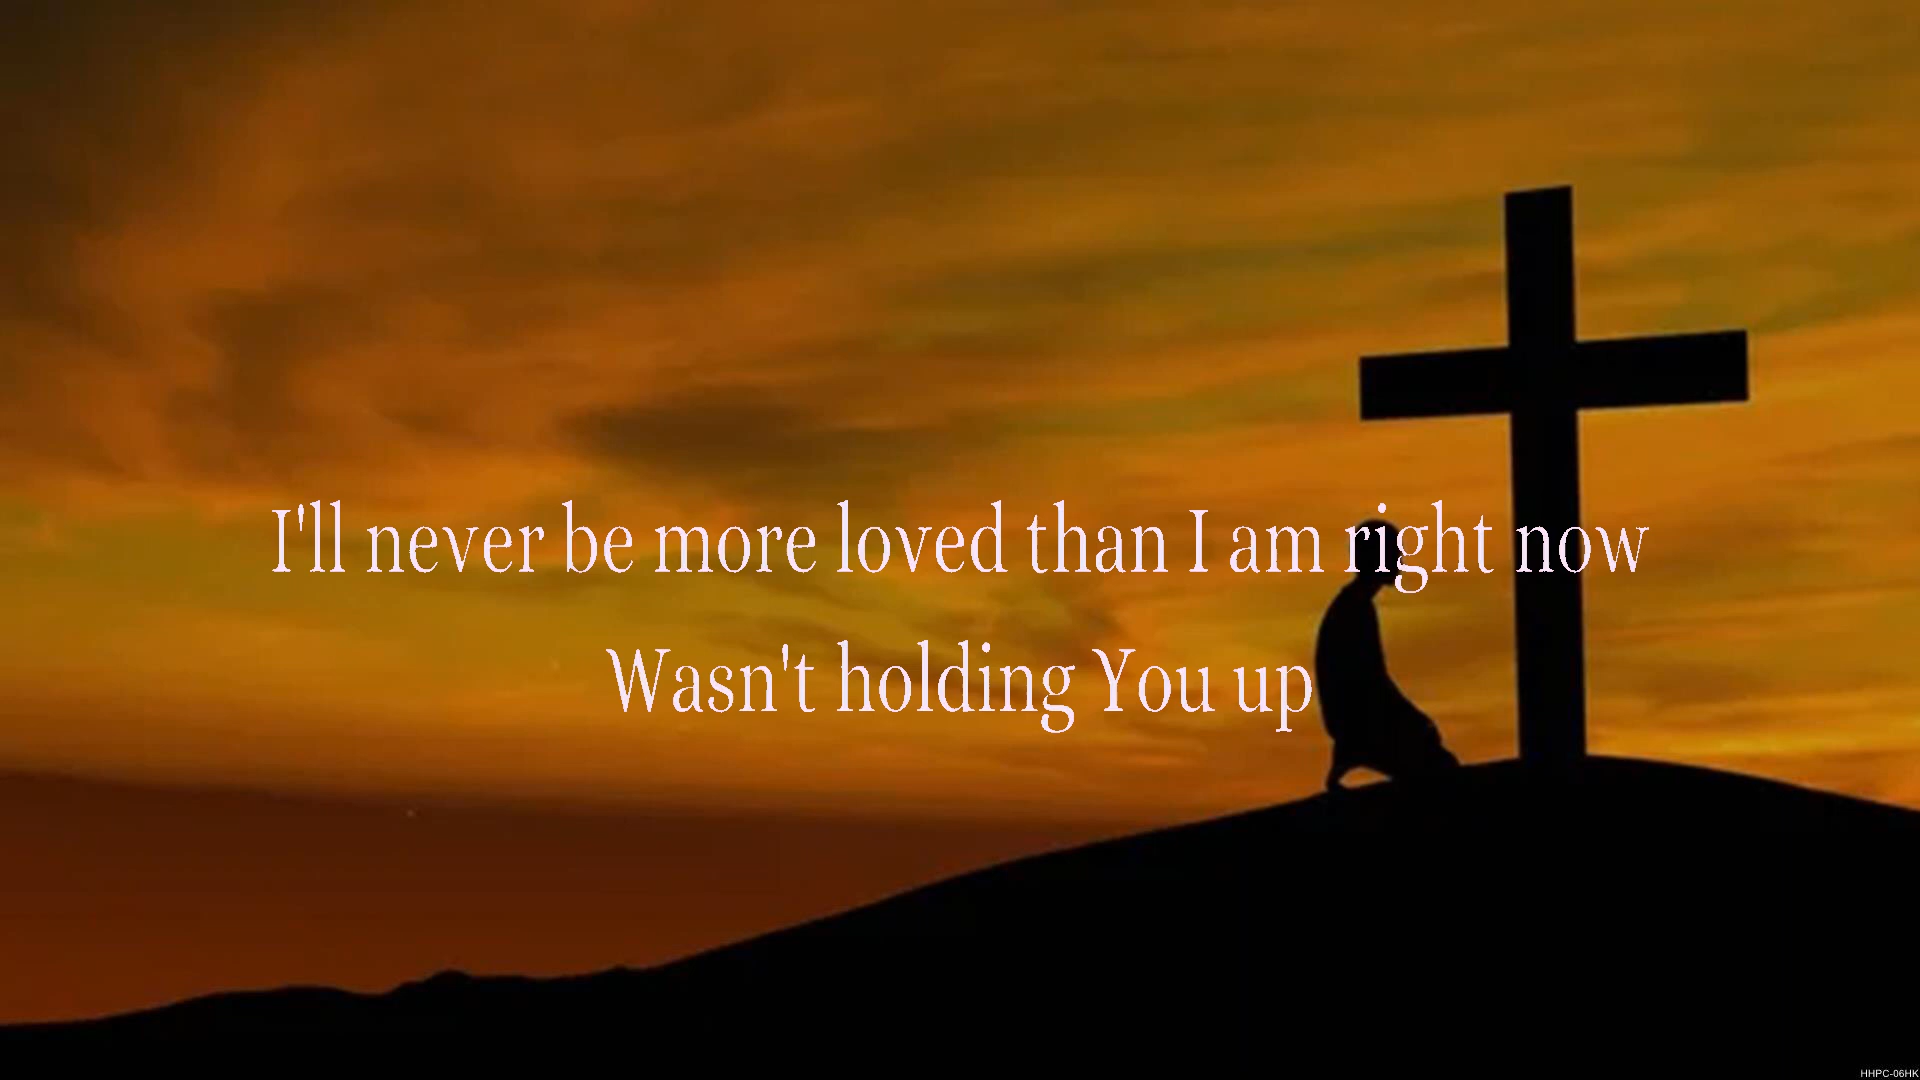 I'll never be more loved than I am right now
Wasn't holding You up
HHPC-06HK